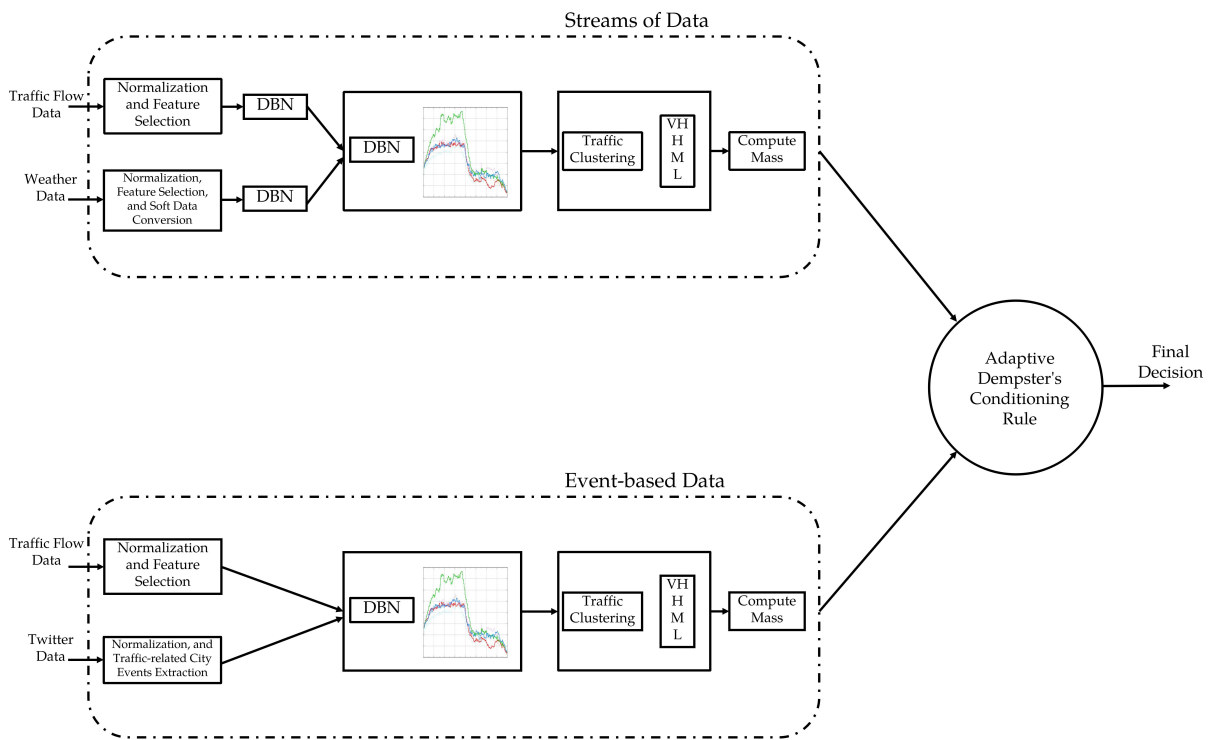 Streams of Data
Traffic Flow
Data
Normalization
and Feature
Selection
DBN
Weather
Data
Normalization,
Feature Selection,
and Soft Data
Conversion
DBN
DBN
Traffic
Clustering
VH
H
M
L
Compute
Mass
Adaptive
Dempster's
Conditioning
Rule
Final
Decision
Event-based Data
Traffic Flow
Data
Normalization
and Feature
Selection
Twitter
Data
Normalization, and
Traffic-related City
Events Extraction
DBN
Traffic
Clustering
VH
H
M
L
Compute
Mass